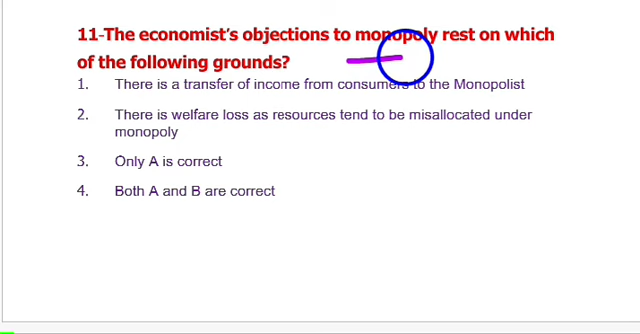 11-The economist's objections to monopoly rest on which
of the following grounds?
1. There is a transfer of income from consumers to the Monopolist
2. There is welfare loss as resources tend to be misallocated under
monopoly
3. Only A is correct
4. Both A and B are correct